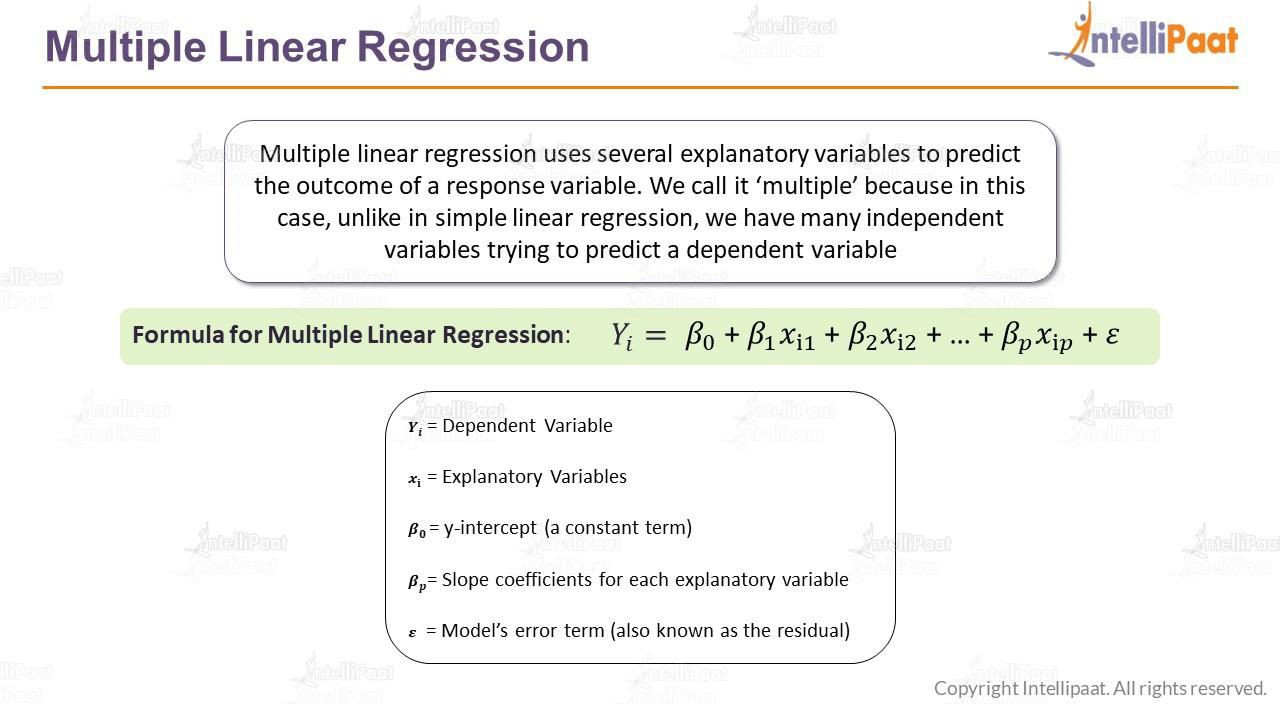 Multiple Linear Regression
IntelliPaat
Multiple linear regression uses several explanatory variables to predict
the outcome of a response variable. We call it ‘multiple’ because in this
case, unlike in simple linear regression, we have many independent
variables trying to predict a dependent variable
Formula for Multiple Linear Regression: Yᵢ = β₀ + β₁xᵢ₁ + β₂xᵢ₂ + … + βₚxᵢₚ + ε
Yᵢ = Dependent Variable
xᵢ = Explanatory Variables
β₀ = y-intercept (a constant term)
βₚ= Slope coefficients for each explanatory variable
ε = Model’s error term (also known as the residual)
Copyright Intellipaat. All rights reserved.